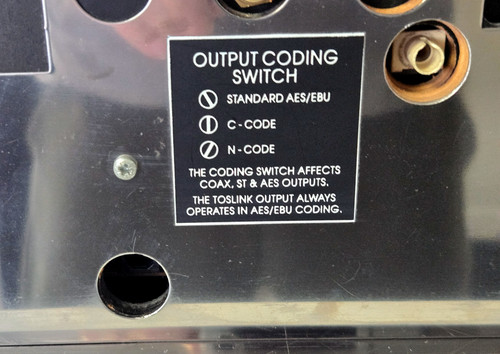 OUTPUT CODING
SWITCH
STANDARD AES/EBU
C-CODE
N-CODE
THE CODING SWITCH AFFECTS
COAX, ST & AES OUTPUTS.
THE TOSLINK OUTPUT ALWAYS
OPERATES IN AES/EBU CODING.